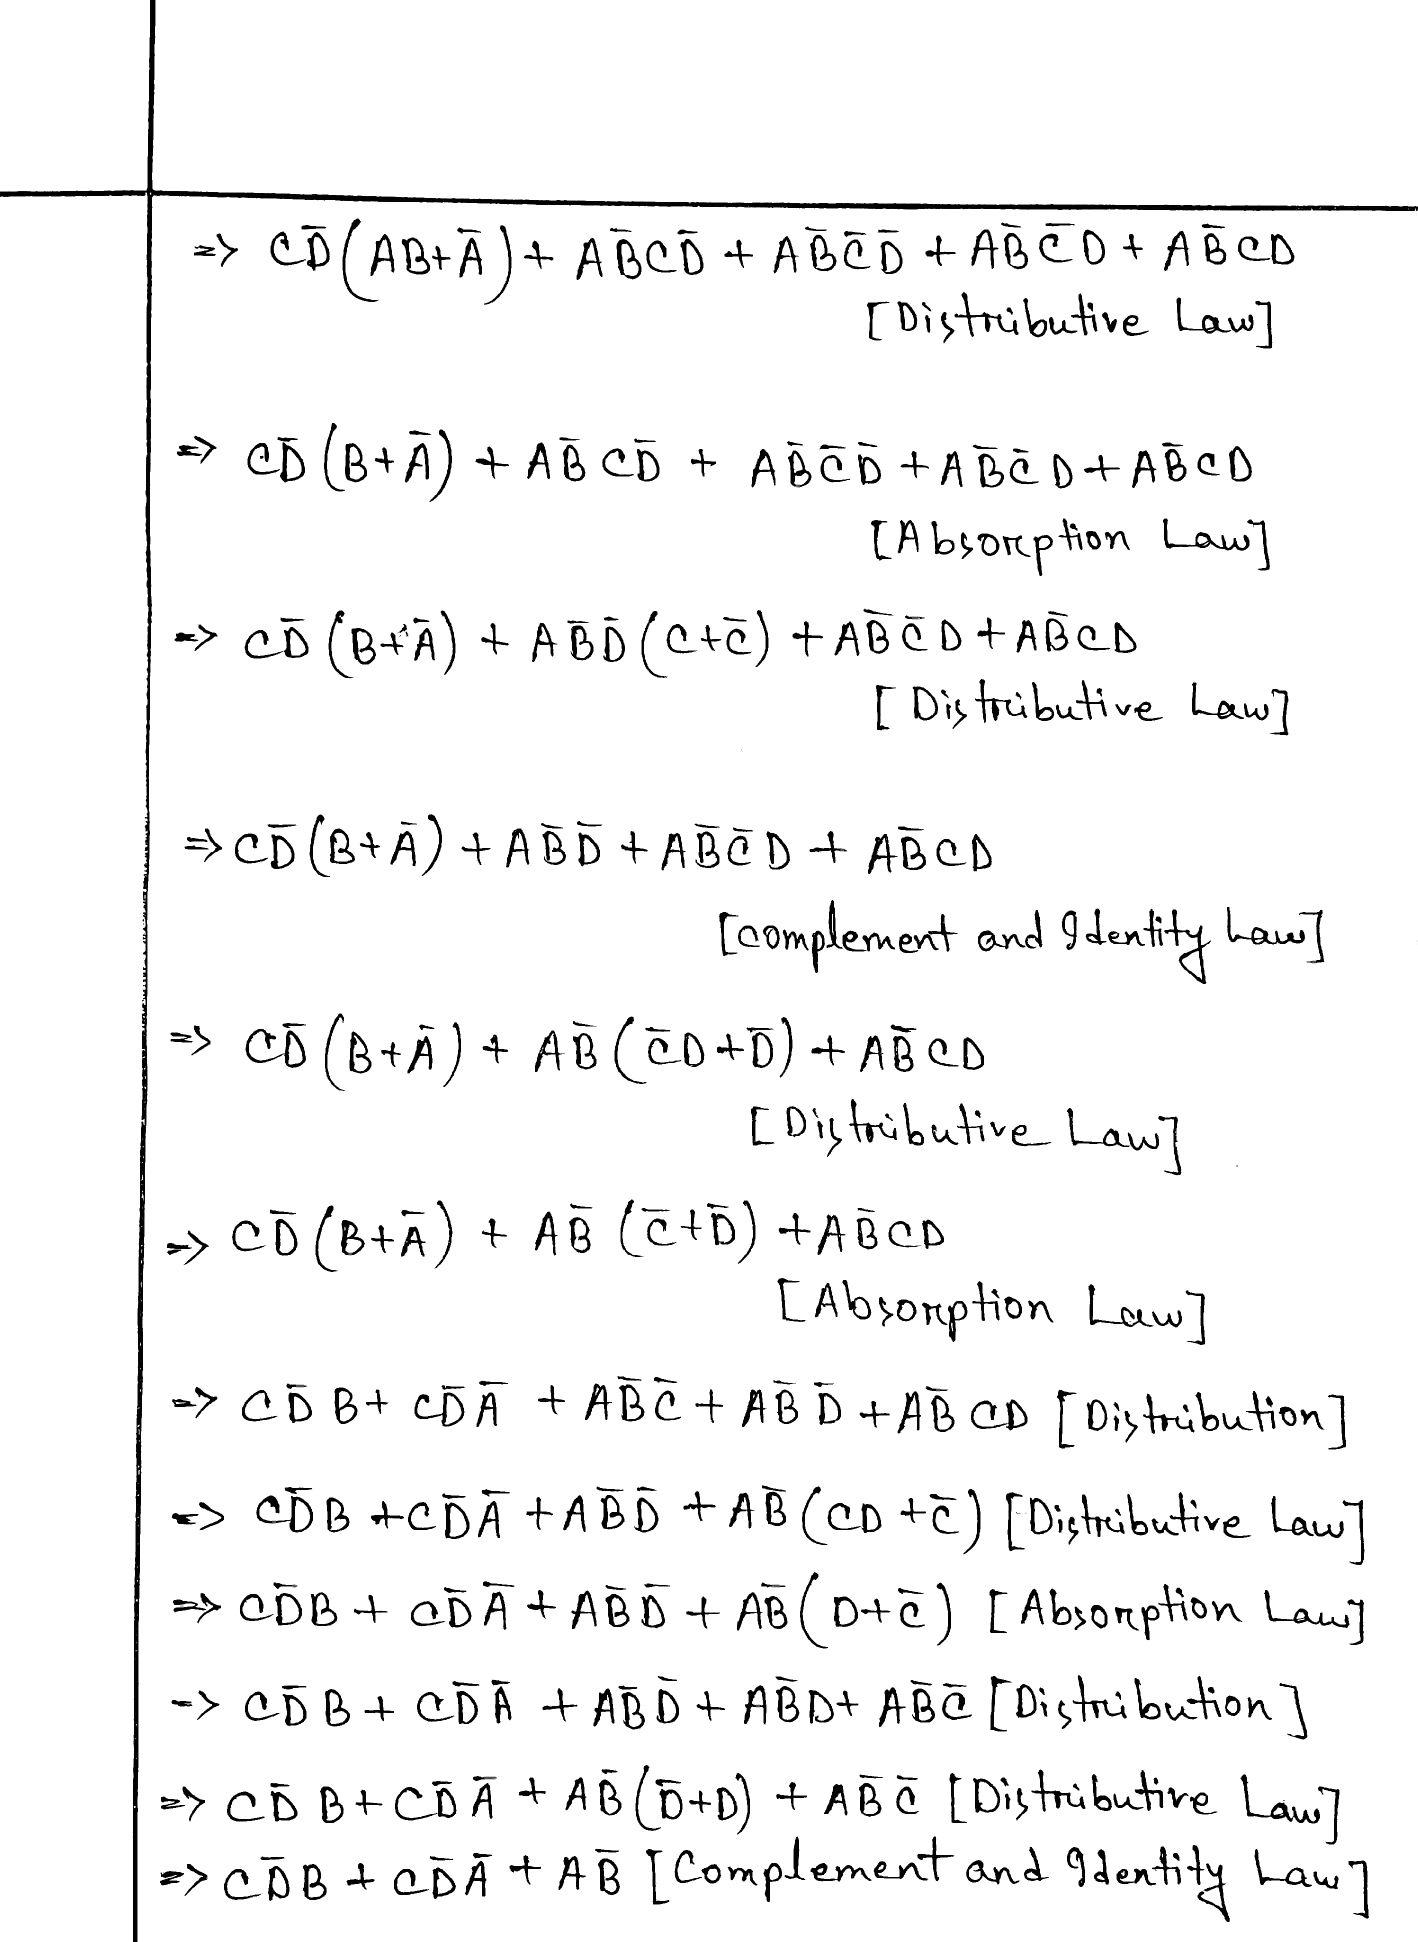 => CD̄(AB+Ā) + AB̄CD̄ + AB̄C̄D̄ + AB̄C̄D + AB̄CD
[Distributive Law]
=> CD̄(B+Ā) + AB̄CD̄ + AB̄C̄D̄ + AB̄C̄D + AB̄CD
[Absorption Law]
=> CD̄(B+Ā) + AB̄D̄(C+C̄) + AB̄C̄D + AB̄CD
[Distributive Law]
=> CD̄(B+Ā) + AB̄D̄ + AB̄C̄D + AB̄CD
[complement and Identity Law]
=> CD̄(B+Ā) + AB̄(C̄D+D̄) + AB̄CD
[Distributive Law]
=> CD̄(B+Ā) + AB̄(C̄+D̄) + AB̄CD
[Absorption Law]
=> CD̄B + CD̄Ā + AB̄C̄ + AB̄D̄ + AB̄CD [Distribution]
=> CD̄B + CD̄Ā + AB̄D̄ + AB̄(CD+C̄) [Distributive Law]
=> CD̄B + CD̄Ā + AB̄D̄ + AB̄(D+C̄) [Absorption Law]
-> CD̄B + CD̄Ā + AB̄D̄ + AB̄D + AB̄C̄ [Distribution]
=> CD̄B + CD̄Ā + AB̄(D̄+D) + AB̄C̄ [Distributive Law]
=> CD̄B + CD̄Ā + AB̄ [Complement and Identity Law]